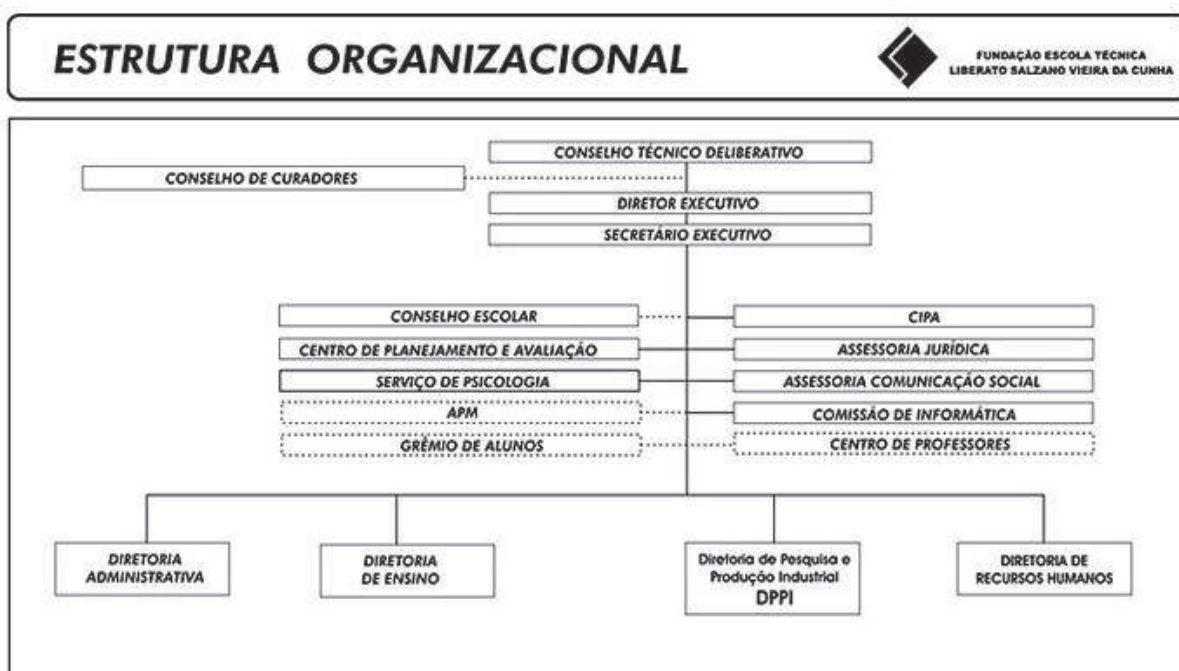 ESTRUTURA ORGANIZACIONAL
FUNDAÇÃO ESCOLA TÉCNICA
LIBERATO SALZANO VIEIRA DA CUNHA
CONSELHO TÉCNICO DELIBERATIVO
CONSELHO DE CURADORES
DIRETOR EXECUTIVO
SECRETÁRIO EXECUTIVO
CONSELHO ESCOLAR
CIPA
CENTRO DE PLANEJAMENTO E AVALIAÇÃO
ASSESSORIA JURÍDICA
SERVIÇO DE PSICOLOGIA
ASSESSORIA COMUNICAÇÃO SOCIAL
APM
COMISSÃO DE INFORMÁTICA
GRÊMIO DE ALUNOS
CENTRO DE PROFESSORES
DIRETORIA
ADMINISTRATIVA
DIRETORIA
DE ENSINO
Diretoria de Pesquisa e
Produção Industrial
DPPI
DIRETORIA DE
RECURSOS HUMANOS